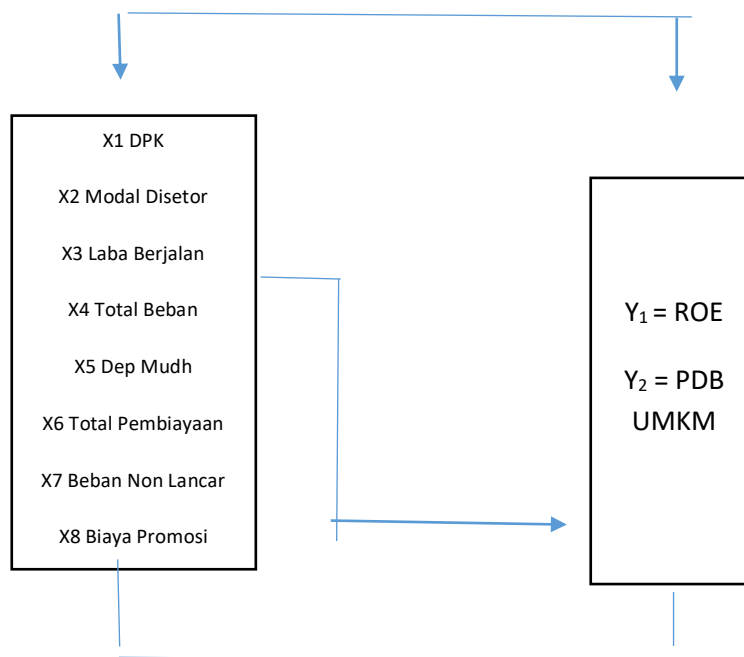 X1 DPK
X2 Modal Disetor
X3 Laba Berjalan
X4 Total Beban
X5 Dep Mudh
X6 Total Pembiayaan
X7 Beban Non Lancar
X8 Biaya Promosi
Y₁ = ROE
Y₂ = PDB
UMKM